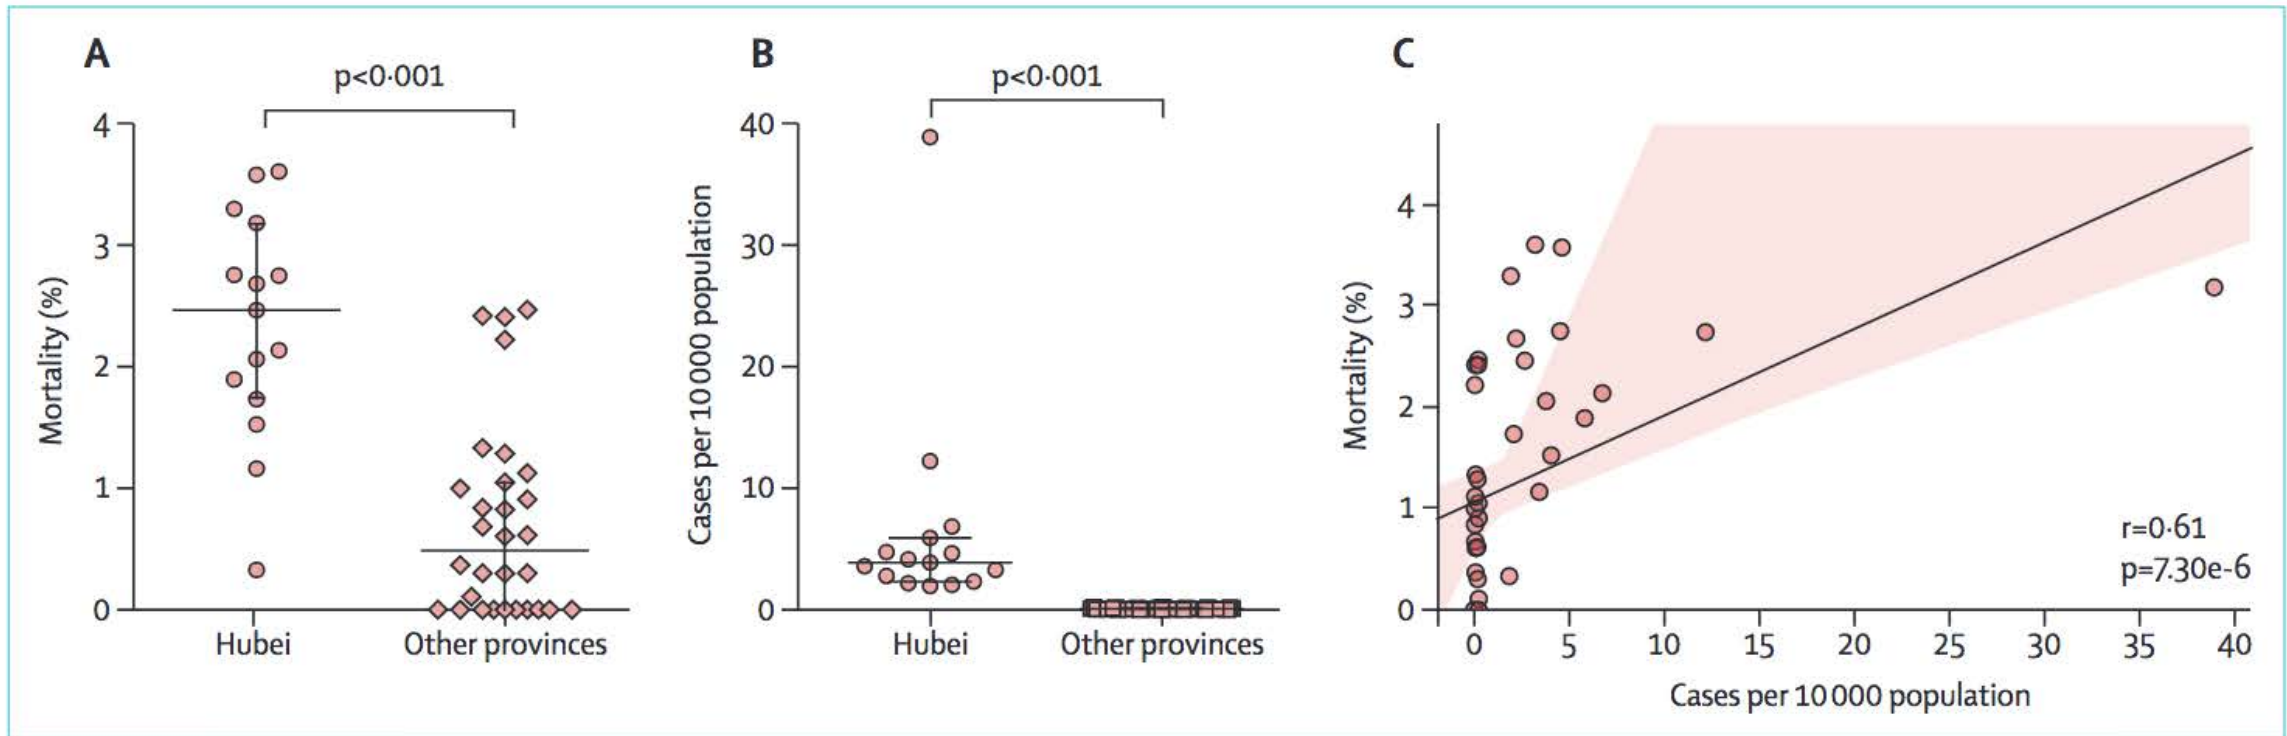 A
p<0·001
4
3
2
1
0
Mortality (%)
Hubei
Other provinces
B
p<0·001
40
30
20
10
0
Cases per 10 000 population
Hubei
Other provinces
C
4
3
2
1
0
Mortality (%)
r=0·61
p=7.30e-6
0 5 10 15 20 25 30 35 40
Cases per 10 000 population